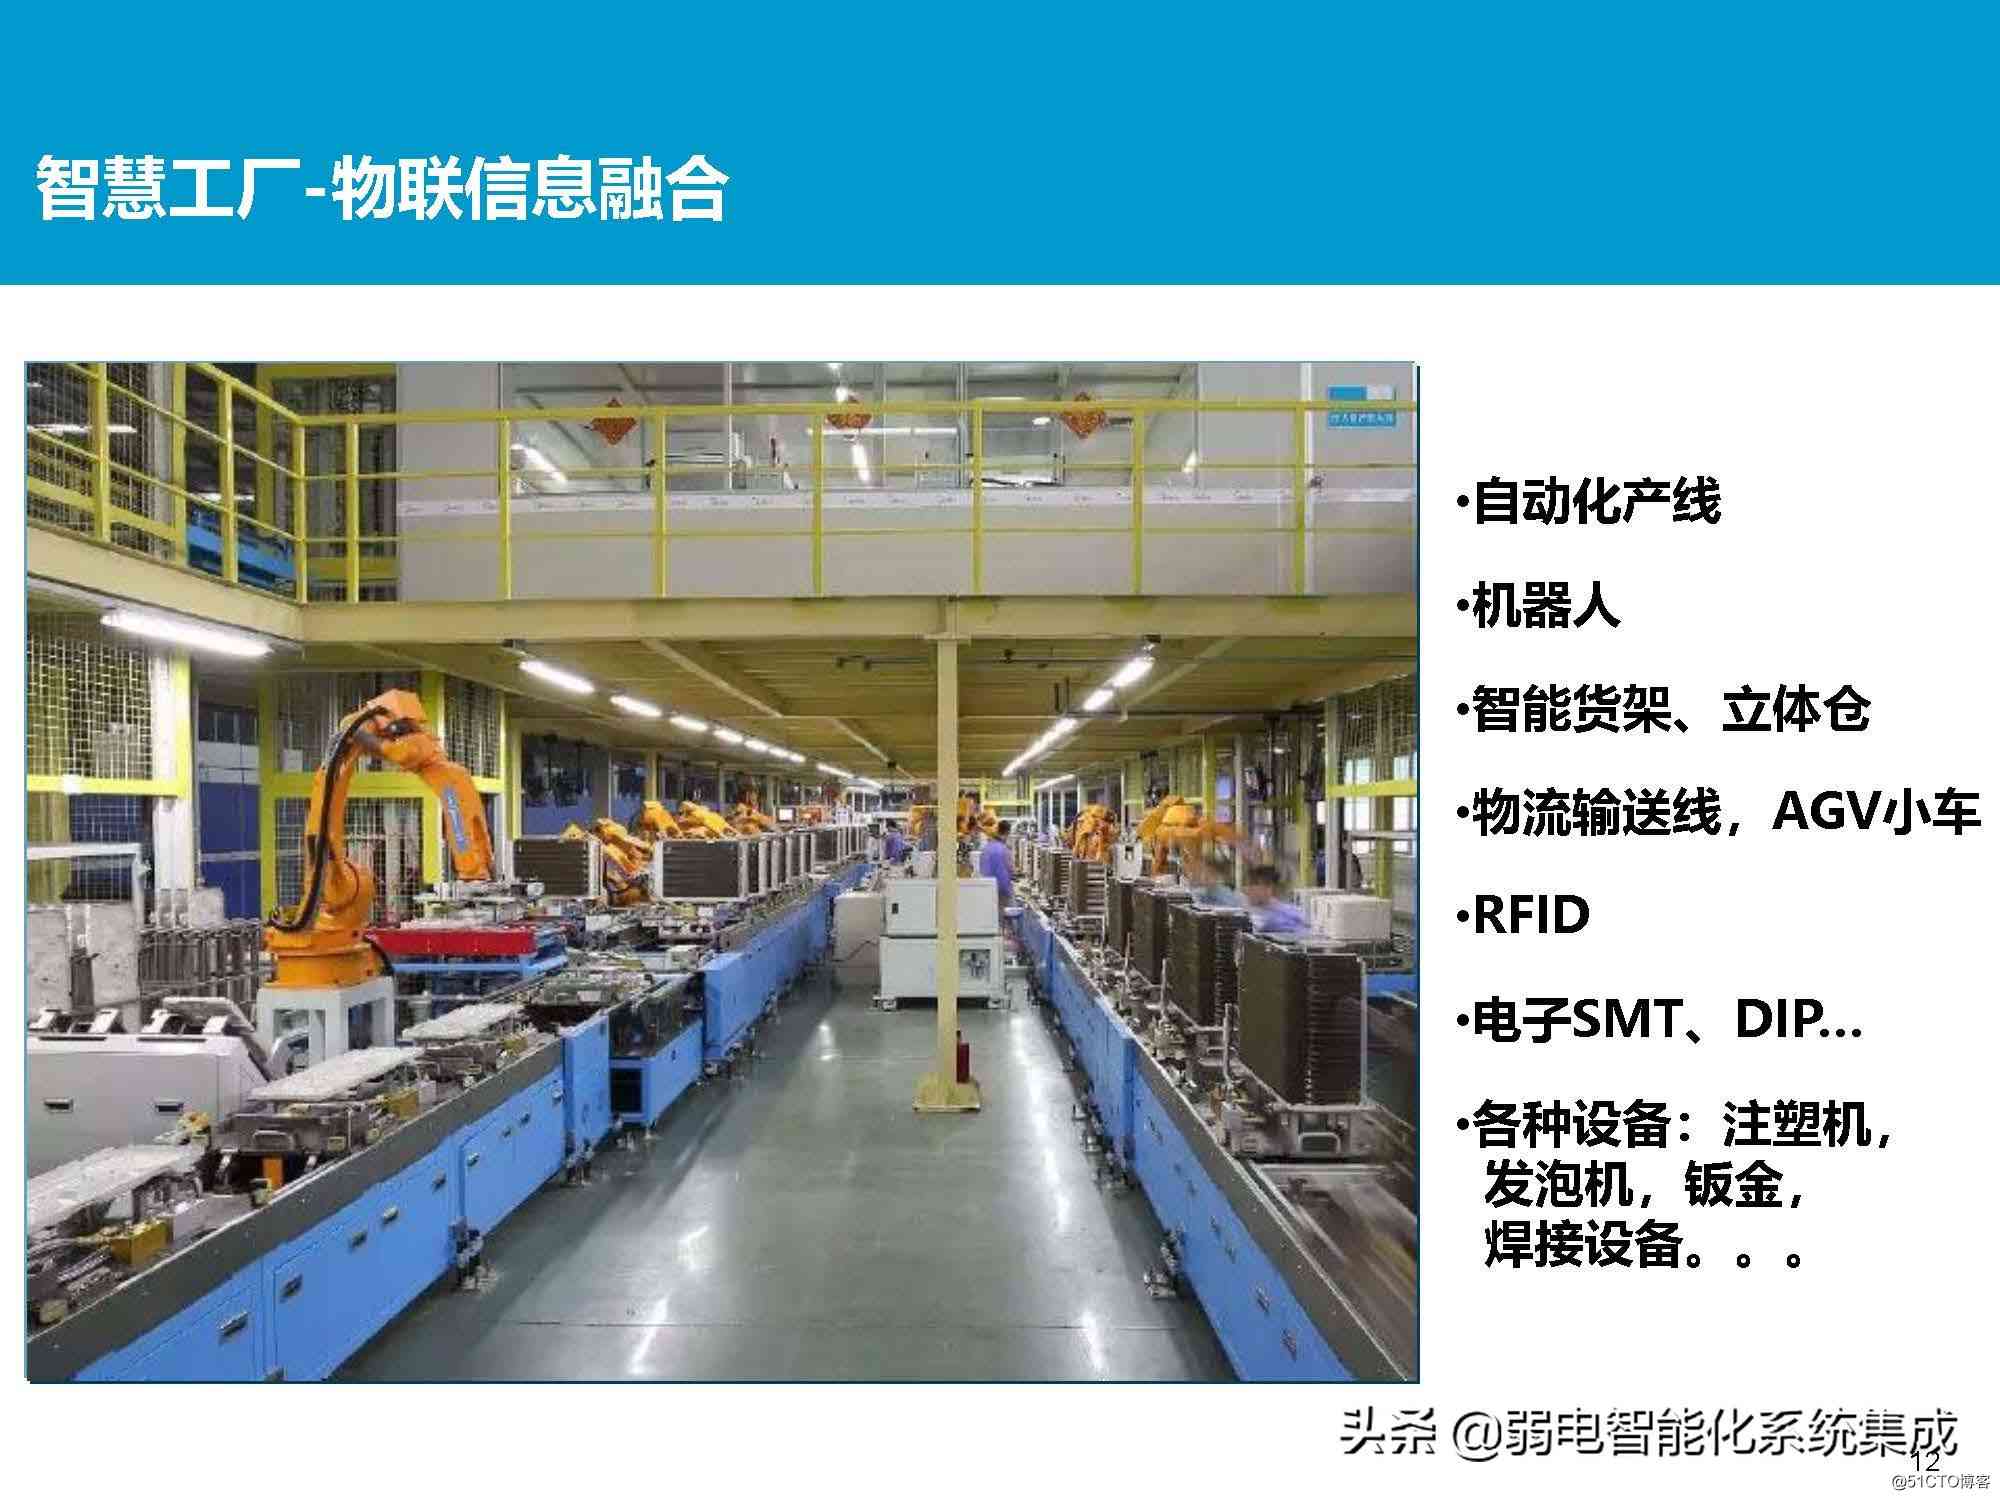 智慧工厂-物联信息融合
•自动化产线
•机器人
•智能货架、立体仓
•物流输送线，AGV小车
•RFID
•电子SMT、DIP...
•各种设备：注塑机，
发泡机，钣金，
焊接设备。。。
头条 @弱电智能化系统集成
12
@51CTO博客